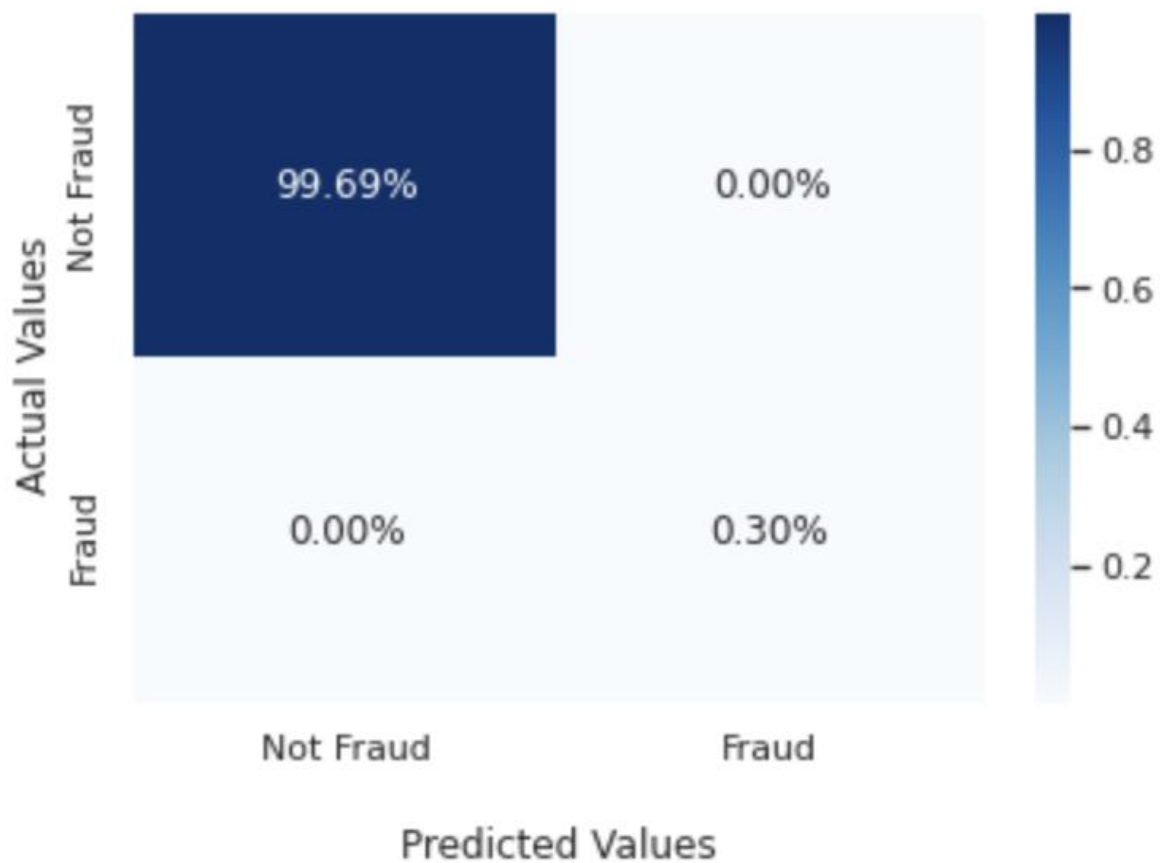 Actual Values
Not Fraud
Fraud
99.69%
0.00%
0.00%
0.30%
Not Fraud
Fraud
Predicted Values
0.8
0.6
0.4
0.2